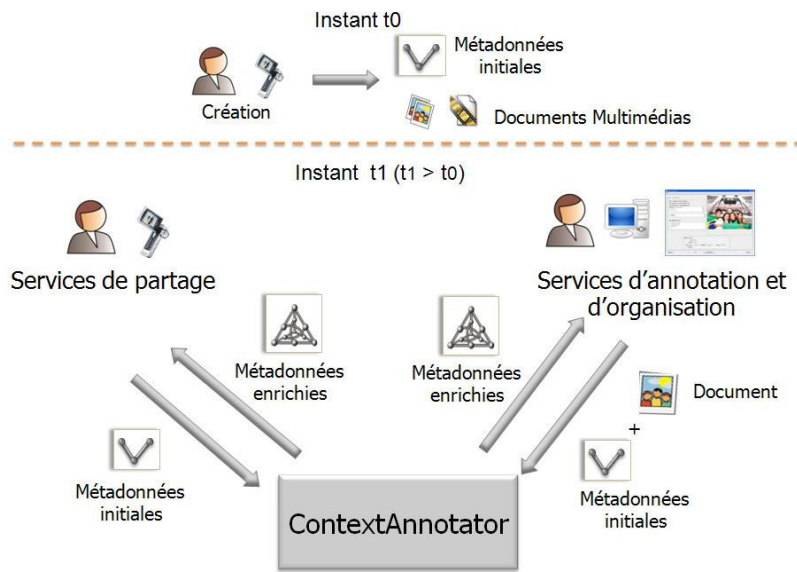 Instant t0
Métadonnées
initiales
Création
Documents Multimédias
Instant t1 (t1 > t0)
Services de partage
Services d'annotation et
d'organisation
Métadonnées
enrichies
Métadonnées
enrichies
Document
+
Métadonnées
initiales
Métadonnées
initiales
ContextAnnotator